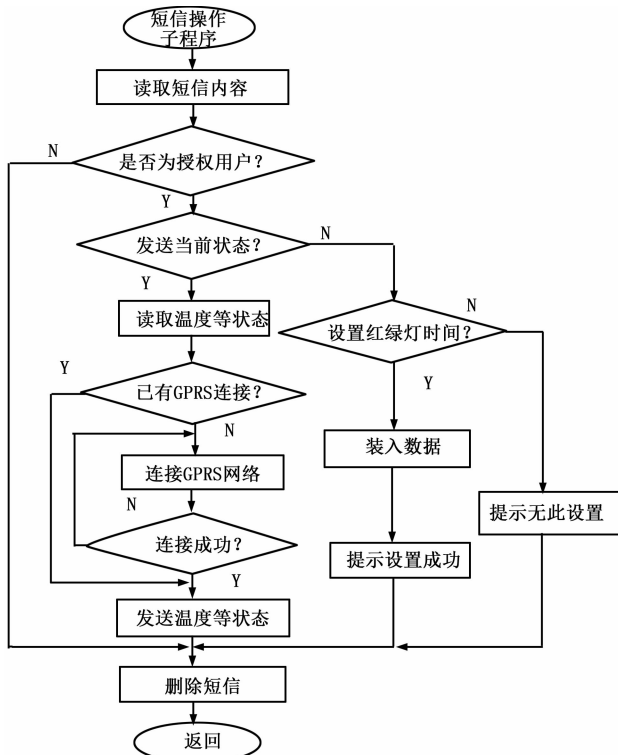 短信操作
子程序
读取短信内容
N
是否为授权用户？
Y
发送当前状态？
N
Y
读取温度等状态
N
设置红绿灯时间？
Y
已有GPRS连接？
Y
N
装入数据
连接GPRS网络
提示无此设置
N
连接成功？
提示设置成功
Y
发送温度等状态
删除短信
返回